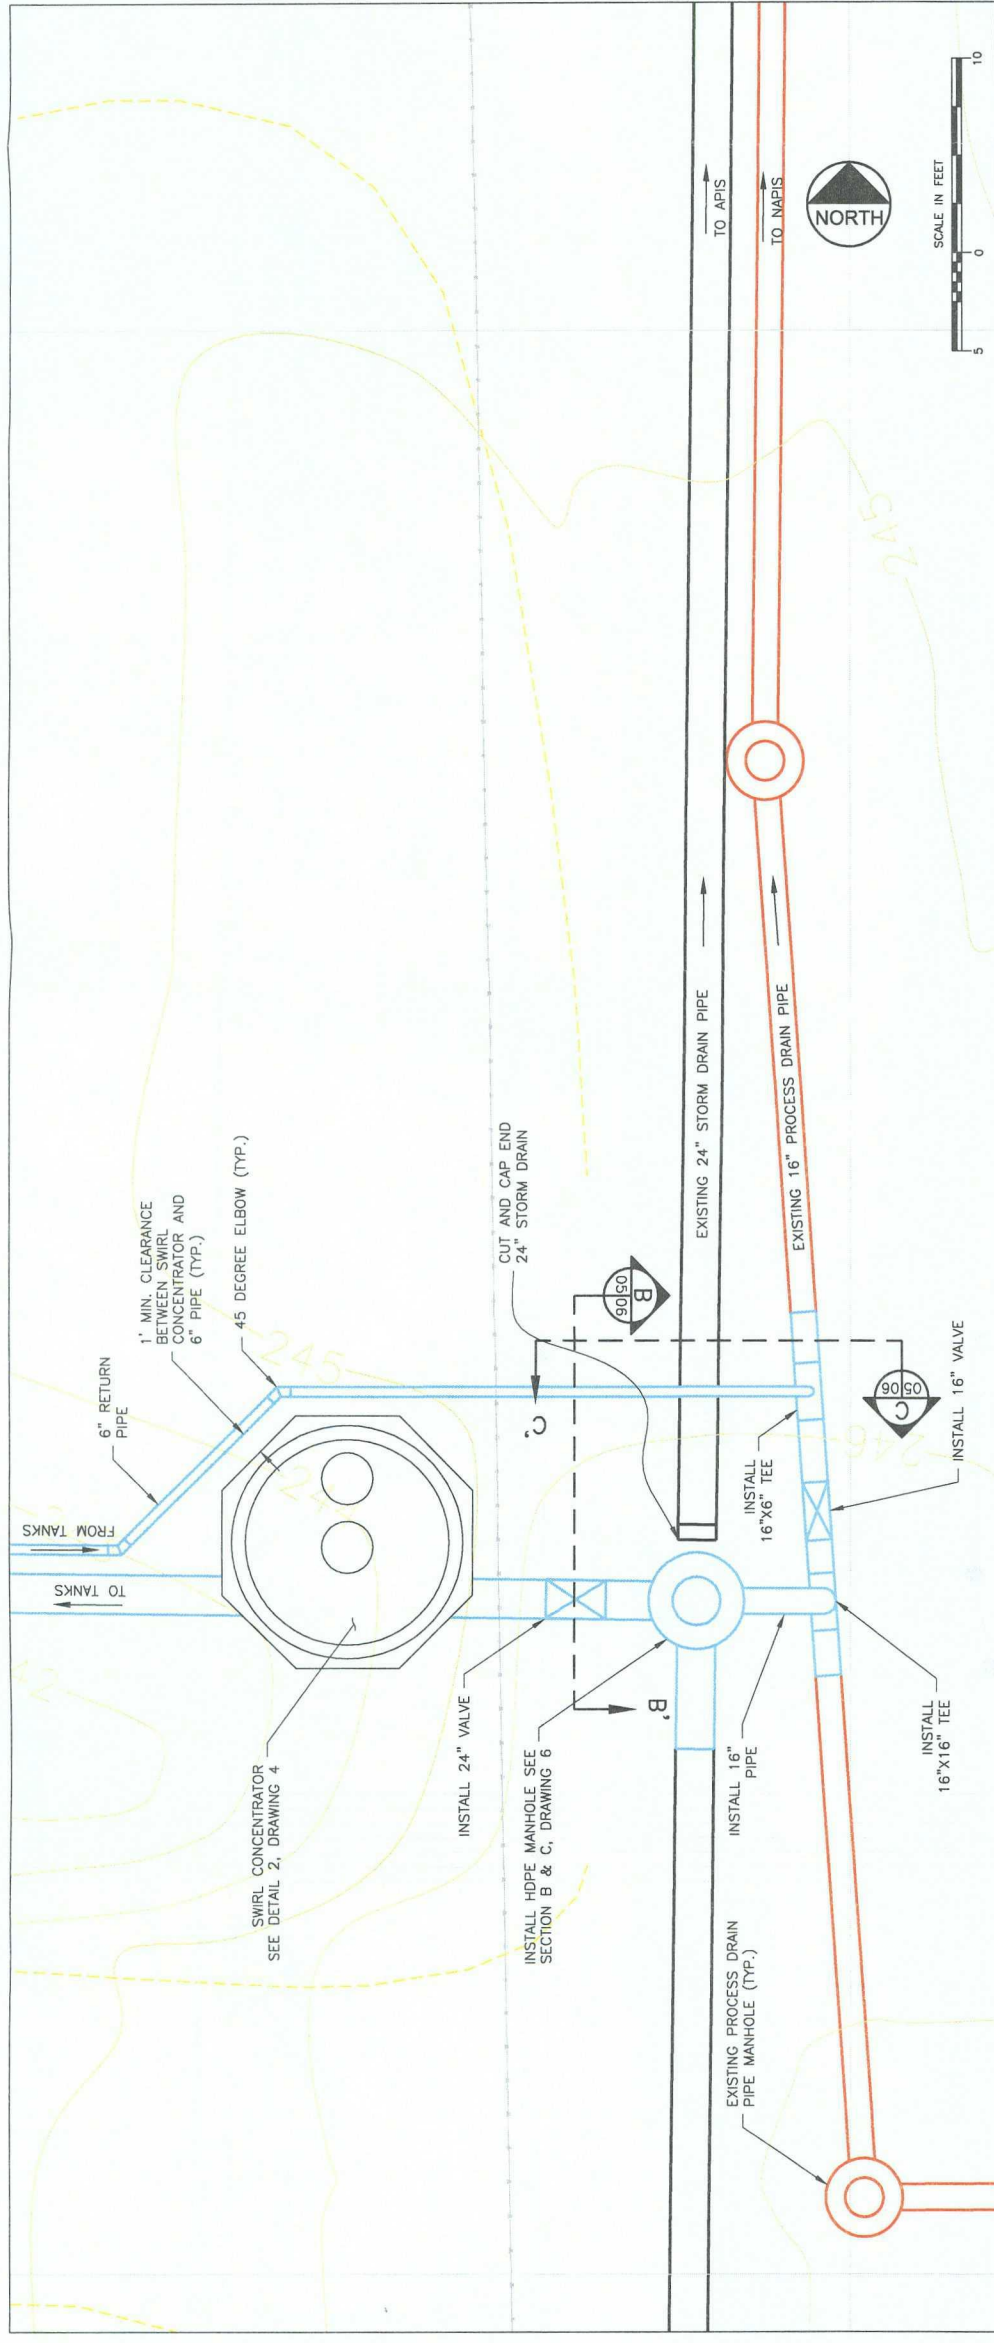 6" RETURN
PIPE
FROM TANKS
TO TANKS
1' MIN. CLEARANCE
BETWEEN SWIRL
CONCENTRATOR AND
6" PIPE (TYP.)
45 DEGREE ELBOW (TYP.)
SWIRL CONCENTRATOR
SEE DETAIL 2, DRAWING 4
INSTALL 24" VALVE
INSTALL HDPE MANHOLE SEE
SECTION B & C, DRAWING 6
CUT AND CAP END
24" STORM DRAIN
B
05 06
B'
C'
C
05 06
EXISTING 24" STORM DRAIN PIPE
EXISTING 16" PROCESS DRAIN PIPE
TO APIS
TO NAPIS
INSTALL
16"X6" TEE
INSTALL 16" VALVE
INSTALL 16"
PIPE
INSTALL
16"X16" TEE
EXISTING PROCESS DRAIN
PIPE MANHOLE (TYP.)
245
246
245
NORTH
SCALE IN FEET
5 0 10